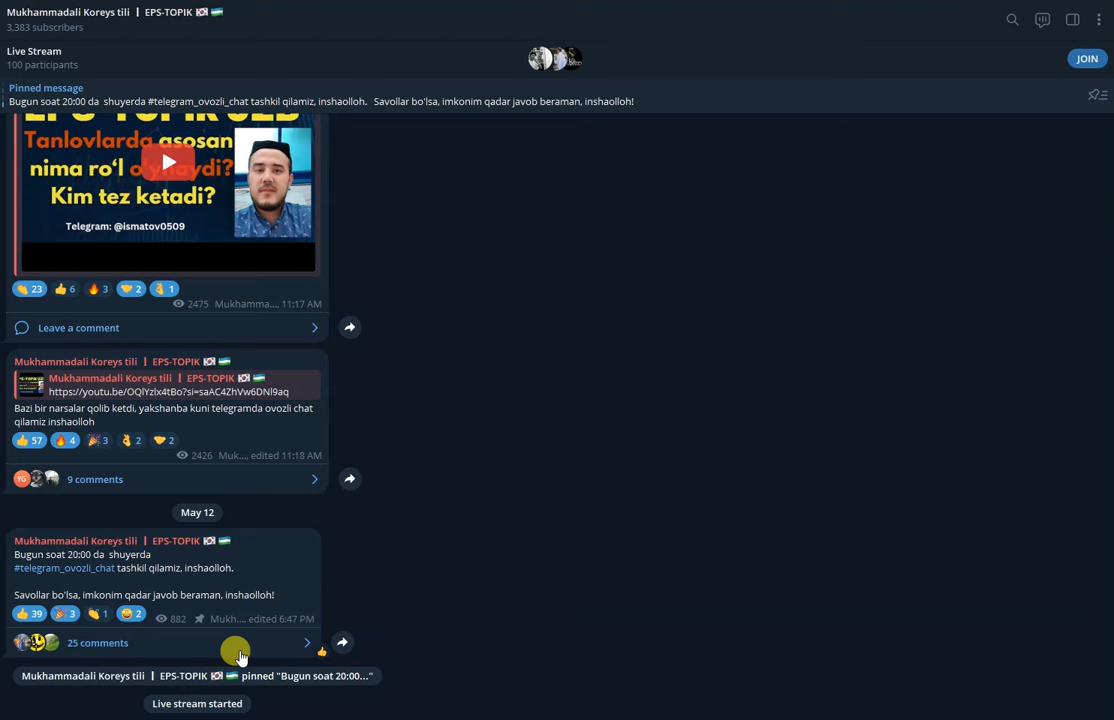 Mukhammadali Koreys tili | EPS-TOPIK 🇰🇷 🇺🇿
3,383 subscribers
Live Stream
100 participants
JOIN
Pinned message
Bugun soat 20:00 da shuyerda #telegram_ovozli_chat tashkil qilamiz, inshaolloh. Savollar bo'lsa, imkonim qadar javob beraman, inshaolloh!
EPS-TOPIK UZB
Tanlovlarda asosan
nima ro‘l o'ynaydi?
Kim tez ketadi?
Telegram: @ismatov0509
👏 23 👍 6 🔥 3 🤝 2 👌 1
2475 Mukhamma..., 11:17 AM
Leave a comment
Mukhammadali Koreys tili | EPS-TOPIK 🇰🇷 🇺🇿
Mukhammadali Koreys tili | EPS-TOPIK 🇰🇷 🇺🇿
Bazi bir narsalar qolib ketdi, yakshanba kuni telegramda ovozli chat
qilamiz inshaolloh
👍 57 🔥 4 🎉 3 👌 2 🤝 2
2426 Muk..., edited 11:18 AM
YG
9 comments
May 12
Mukhammadali Koreys tili | EPS-TOPIK 🇰🇷 🇺🇿
Bugun soat 20:00 da shuyerda
#telegram_ovozli_chat tashkil qilamiz, inshaolloh.
Savollar bo'lsa, imkonim qadar javob beraman, inshaolloh!
👍 39 🎉 3 👏 1 🤩 2
882 Mukh..., edited 6:47 PM
25 comments
Mukhammadali Koreys tili | EPS-TOPIK 🇰🇷 🇺🇿 pinned "Bugun soat 20:00..."
Live stream started